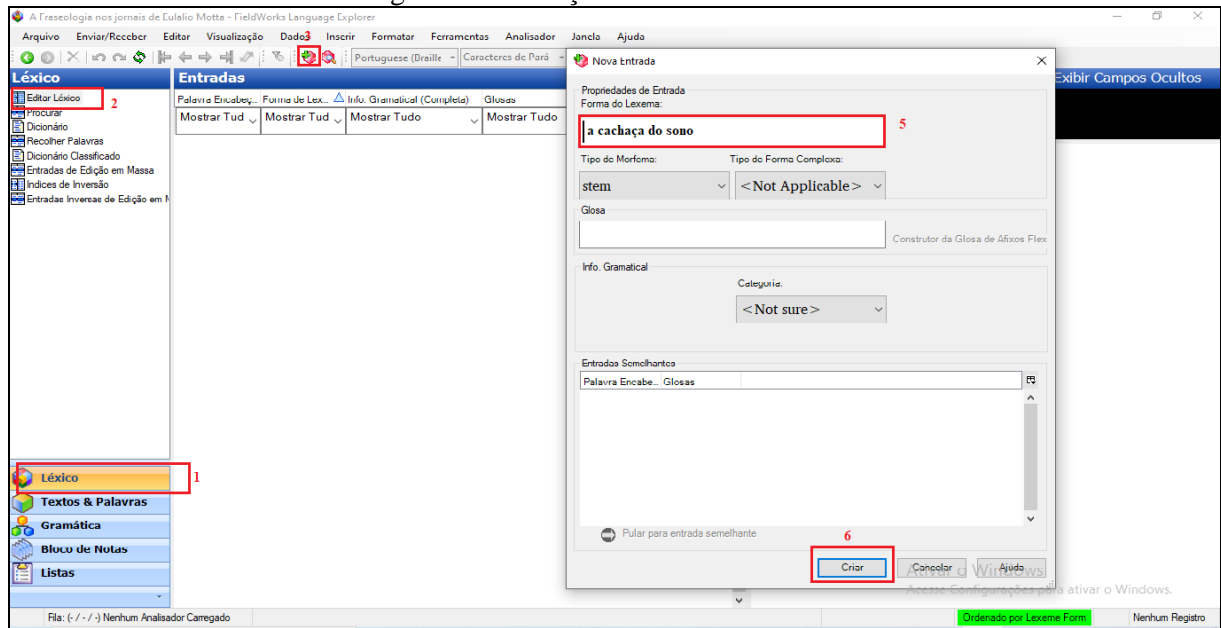 A Fraseologia nos jornais de Eulalio Motta - FieldWorks Language Explorer
Arquivo Enviar/Receber Editar Visualização Dados 3 Inserir Formatar Ferramentas Analisador Janela Ajuda
Portuguese (Braille Caracteres de Pará
Léxico
Editar Léxico 2
Procurar
Dicionário
Recolher Palavras
Dicionário Classificado
Entradas de Edição em Massa
Índices de Inversão
Entradas Inversas de Edição em M
Léxico 1
Textos & Palavras
Gramática
Bloco de Notas
Listas
Entradas
Exibir Campos Ocultos
Palavra Encabeç... Forma de Lex... Info. Gramatical (Completa) Glosas
Mostrar Tud Mostrar Tud Mostrar Tudo Mostrar Tudo
Nova Entrada
Propriedades de Entrada
Forma do Lexema:
a cachaça do sono 5
Tipo do Morfema: Tipo do Forma Complexa:
stem <Not Applicable>
Glosa
Construtor da Glosa de Afixos Flex
Info. Gramatical
Categoria.
<Not sure>
Entradas Semelhantes
Palavra Encabe... Glosas
Pular para entrada semelhante
6
Criar Cancelar Ajuda
Ativar o Windows
Acesse Configurações para ativar o Windows.
Fila: (- / - / -) Nenhum Analisador Carregado
Ordenado por Lexeme Form
Nenhum Registro